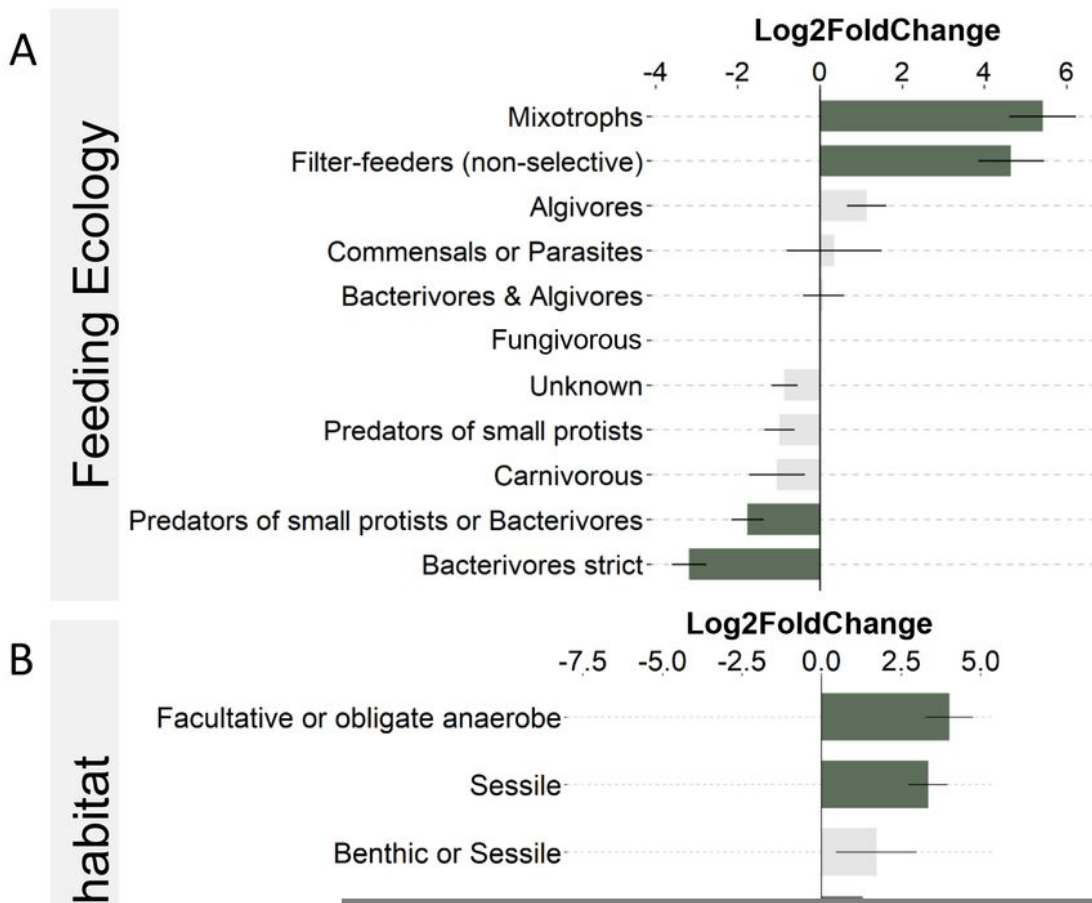 A
Feeding Ecology
Log2FoldChange
-4 -2 0 2 4 6
Mixotrophs
Filter-feeders (non-selective)
Algivores
Commensals or Parasites
Bacterivores & Algivores
Fungivorous
Unknown
Predators of small protists
Carnivorous
Predators of small protists or Bacterivores
Bacterivores strict
B
habitat
Log2FoldChange
-7.5 -5.0 -2.5 0.0 2.5 5.0
Facultative or obligate anaerobe
Sessile
Benthic or Sessile